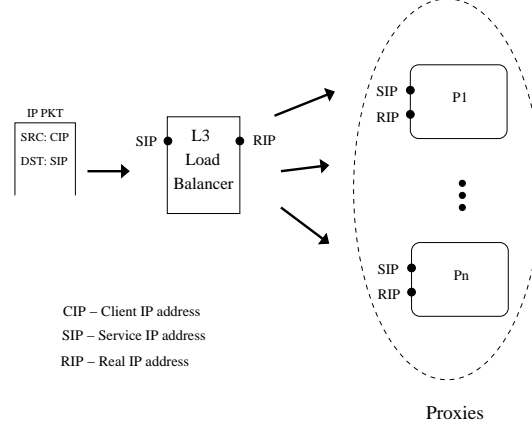 IP PKT
SRC: CIP
DST: SIP
SIP
L3
Load
Balancer
RIP
SIP
RIP
P1
SIP
RIP
Pn
CIP – Client IP address
SIP – Service IP address
RIP – Real IP address
Proxies